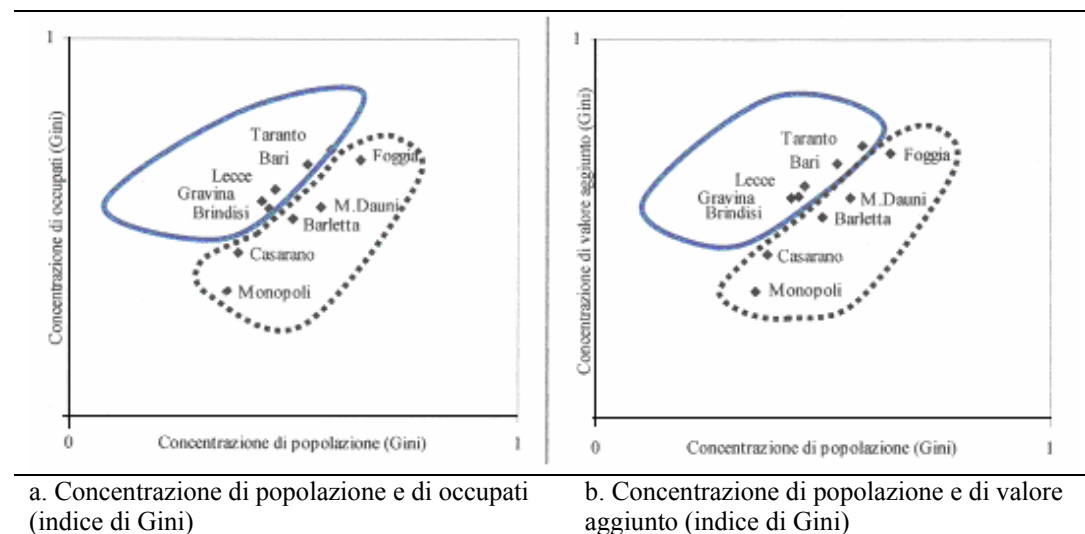 1
Concentrazione di occupati (Gini)
Taranto
Bari
Foggia
Lecce
Gravina
Brindisi
M.Dauni
Barletta
Casarano
Monopoli
0
Concentrazione di popolazione (Gini)
1
1
Concentrazione di valore aggiunto (Gini)
Taranto
Bari
Foggia
Lecce
Gravina
Brindisi
M.Dauni
Barletta
Casarano
Monopoli
0
Concentrazione di popolazione (Gini)
1
a. Concentrazione di popolazione e di occupati
(indice di Gini)
b. Concentrazione di popolazione e di valore
aggiunto (indice di Gini)